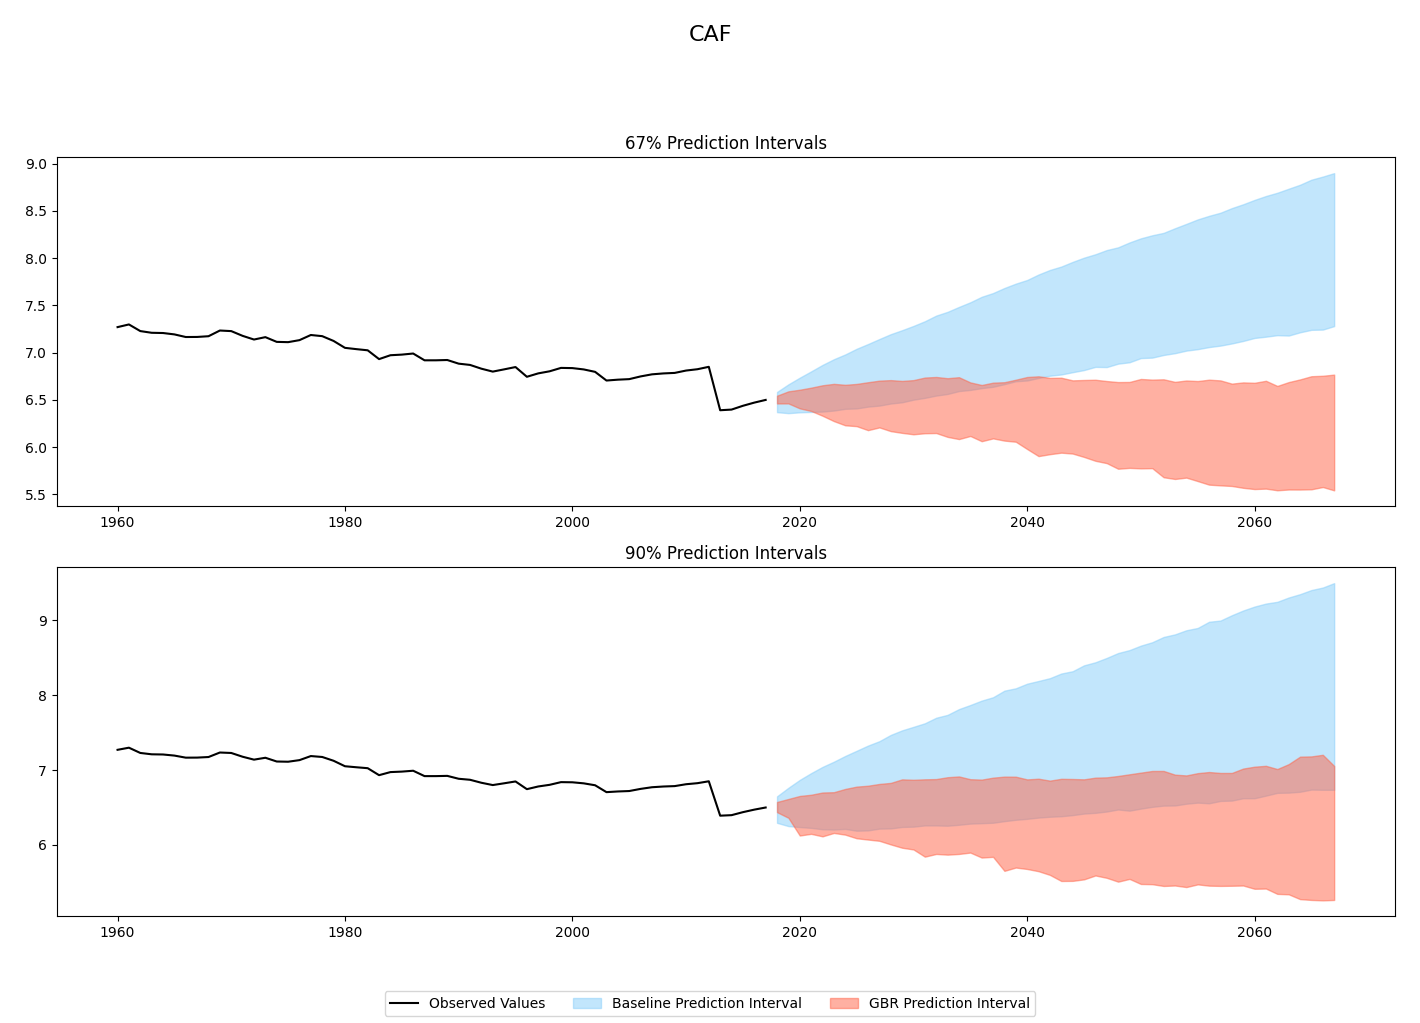 CAF
67% Prediction Intervals
9.0
8.5
8.0
7.5
7.0
6.5
6.0
5.5
1960 1980 2000 2020 2040 2060
90% Prediction Intervals
9
8
7
6
1960 1980 2000 2020 2040 2060
Observed Values Baseline Prediction Interval GBR Prediction Interval